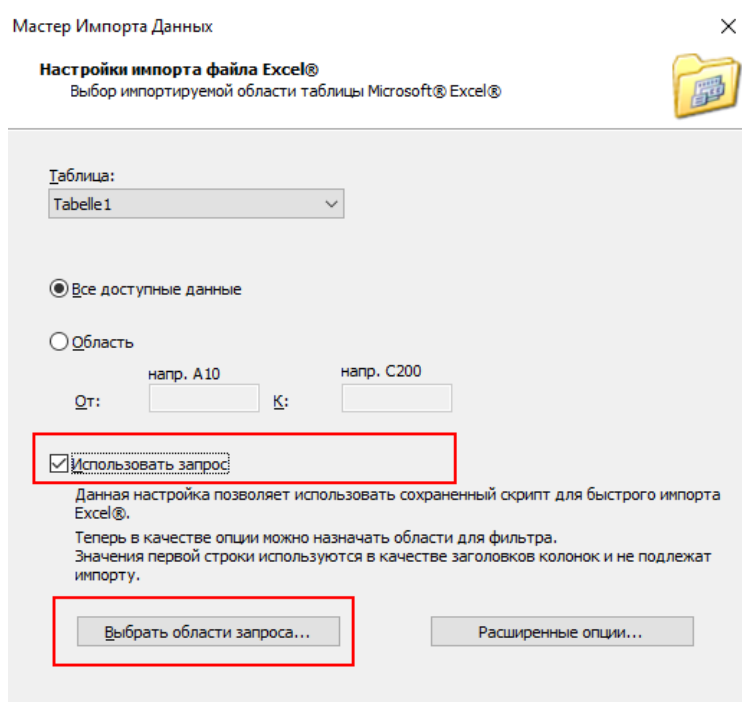 Мастер Импорта Данных
Настройки импорта файла Excel®
Выбор импортируемой области таблицы Microsoft® Excel®
Таблица:
Tabelle1
Все доступные данные
Область
напр. A10 напр. C200
От: К:
Использовать запрос
Данная настройка позволяет использовать сохраненный скрипт для быстрого импорта
Excel®.
Теперь в качестве опции можно назначать области для фильтра.
Значения первой строки используются в качестве заголовков колонок и не подлежат
импорту.
Выбрать области запроса... Расширенные опции...